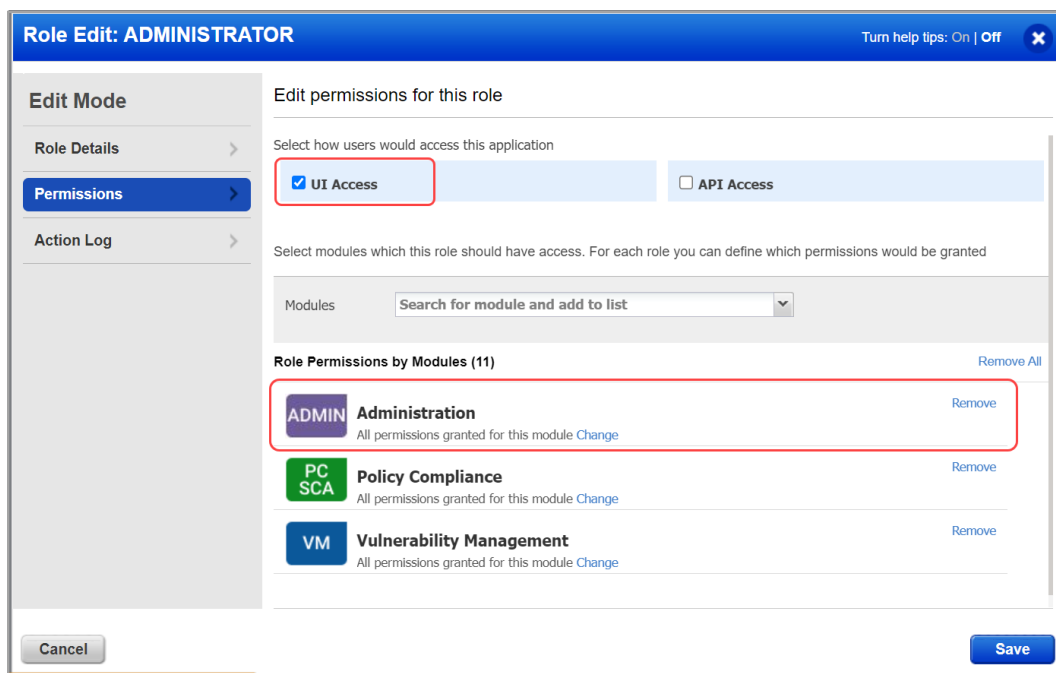 Role Edit: ADMINISTRATOR
Turn help tips: On | Off
Edit Mode
Role Details
Permissions
Action Log
Edit permissions for this role
Select how users would access this application
UI Access
API Access
Select modules which this role should have access. For each role you can define which permissions would be granted
Modules
Search for module and add to list
Role Permissions by Modules (11)
Remove All
ADMIN
Administration
Remove
All permissions granted for this module Change
PC
SCA
Policy Compliance
Remove
All permissions granted for this module Change
VM
Vulnerability Management
Remove
All permissions granted for this module Change
Cancel
Save